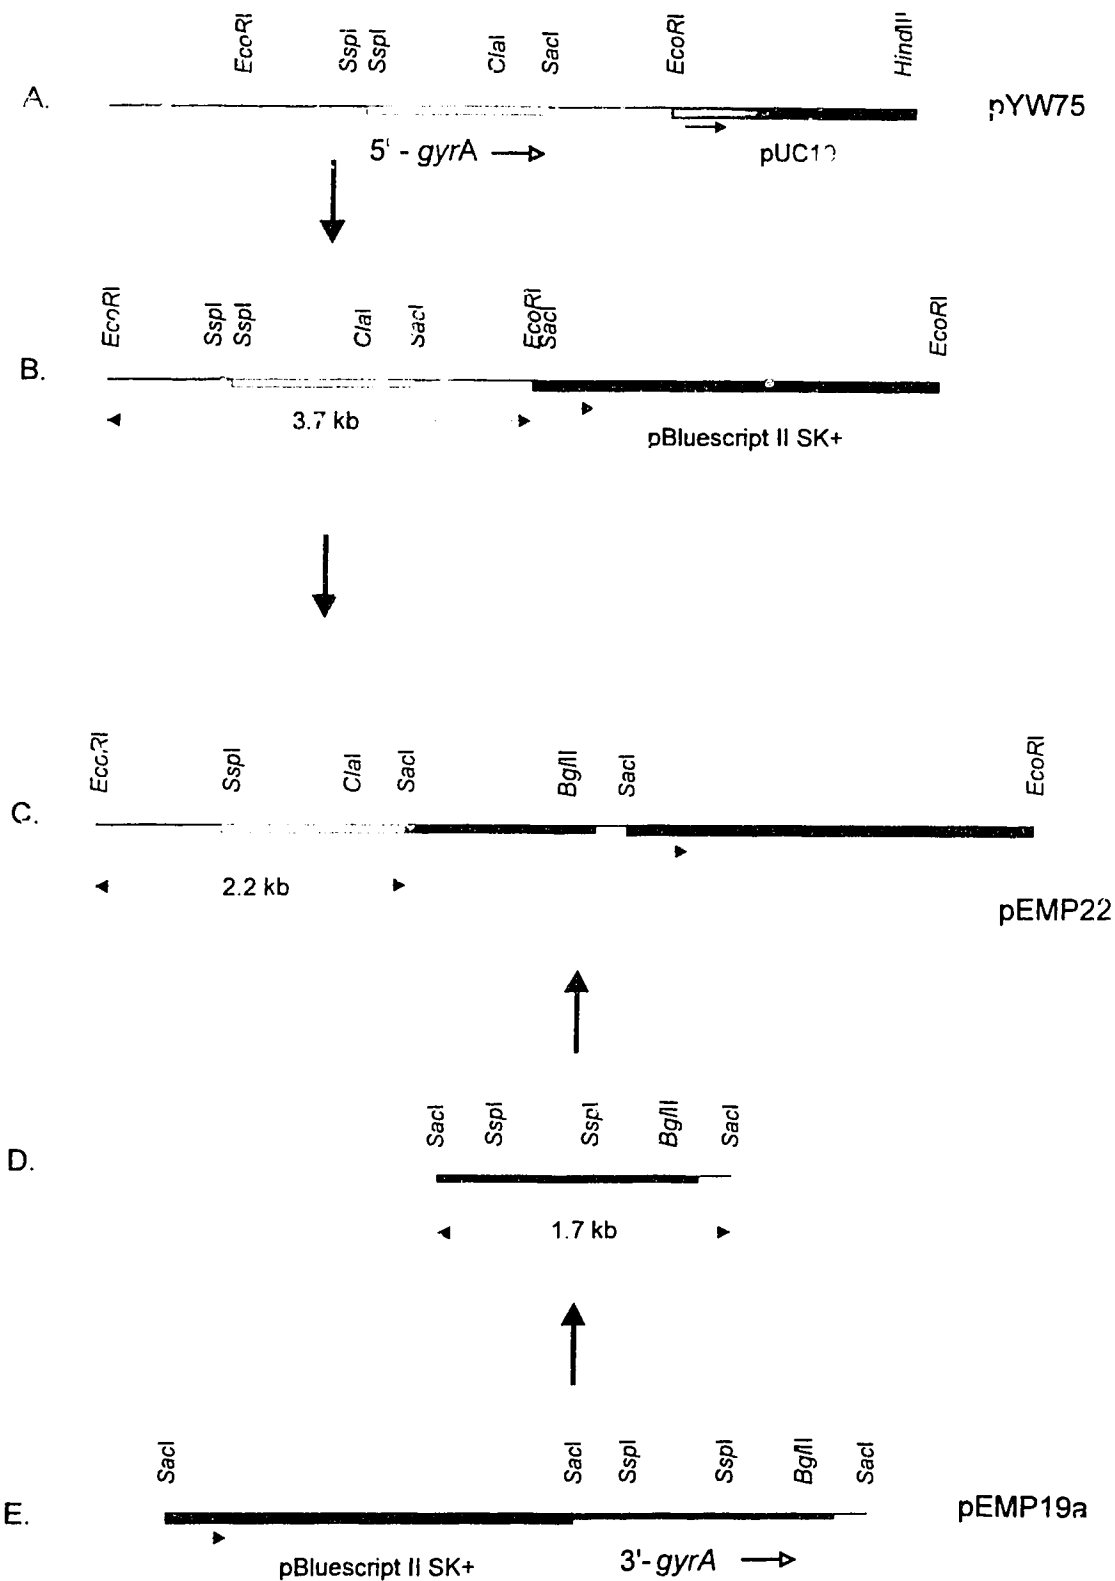 EcoRI SspI SspI ClaI SacI EcoRI HindIII
A. pYW75
5' - gyrA
EcoRI SspI SspI ClaI SacI EcoRI SacI EcoRI
B.
3.7 kb
pBluescript II SK+
EcoRI SspI ClaI SacI BglII SacI EcoRI
C.
2.2 kb
pEMP22
SacI SspI SspI BglII SacI
D.
1.7 kb
SacI SacI SspI SspI BglII SacI
E. pEMP19a
pBluescript II SK+ 3'- gyrA